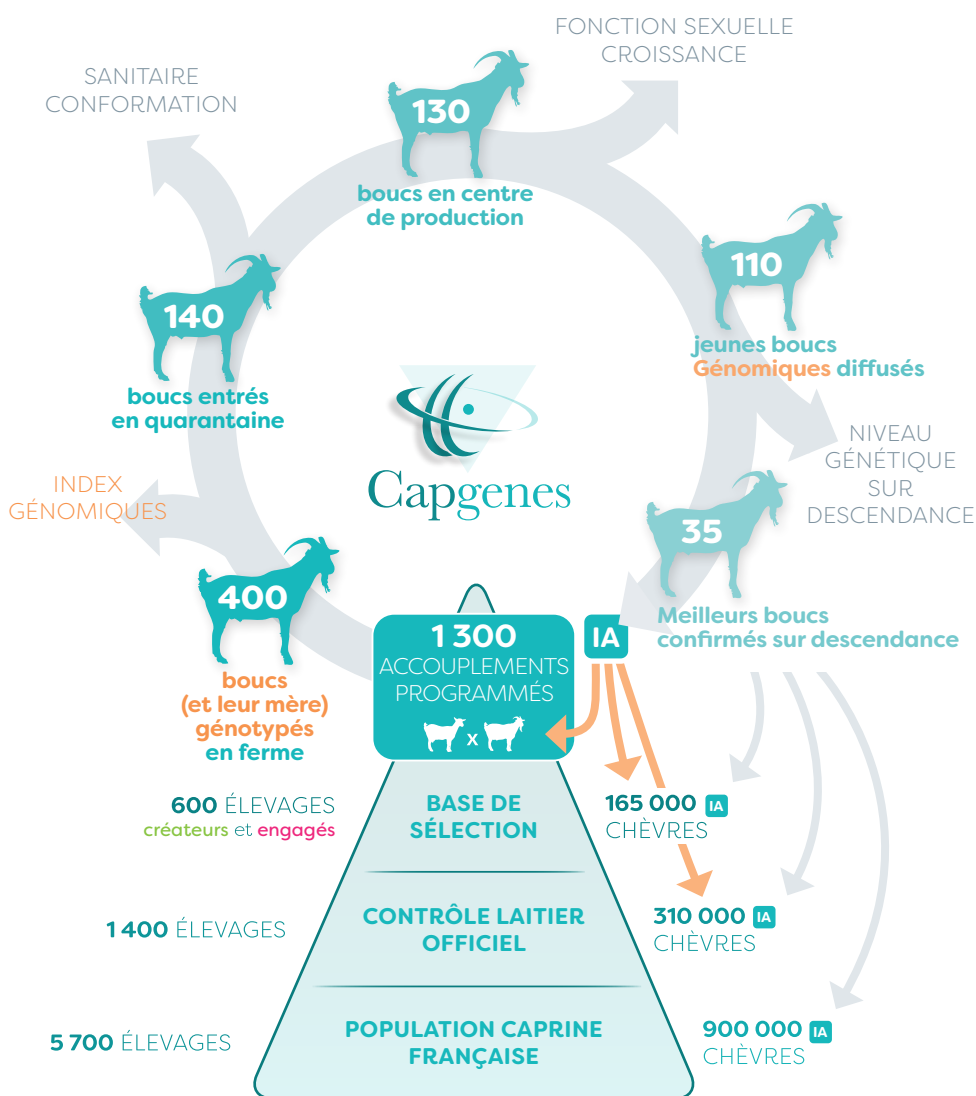 FONCTION SEXUELLE
CROISSANCE
SANITAIRE
CONFORMATION
130
boucs en centre
de production
110
jeunes boucs
Génomiques diffusés
140
boucs entrés
en quarantaine
NIVEAU
GÉNÉTIQUE
SUR
DESCENDANCE
Capgenes
INDEX
GÉNOMIQUES
35
Meilleurs boucs
confirmés sur descendance
400
boucs
(et leur mère)
génotypés
en ferme
1 300
ACCOUPLEMENTS
PROGRAMMÉS
x
IA
600 ÉLEVAGES
créateurs et engagés
BASE DE
SÉLECTION
165 000 IA
CHÈVRES
1 400 ÉLEVAGES
CONTRÔLE LAITIER
OFFICIEL
310 000 IA
CHÈVRES
5 700 ÉLEVAGES
POPULATION CAPRINE
FRANÇAISE
900 000 IA
CHÈVRES